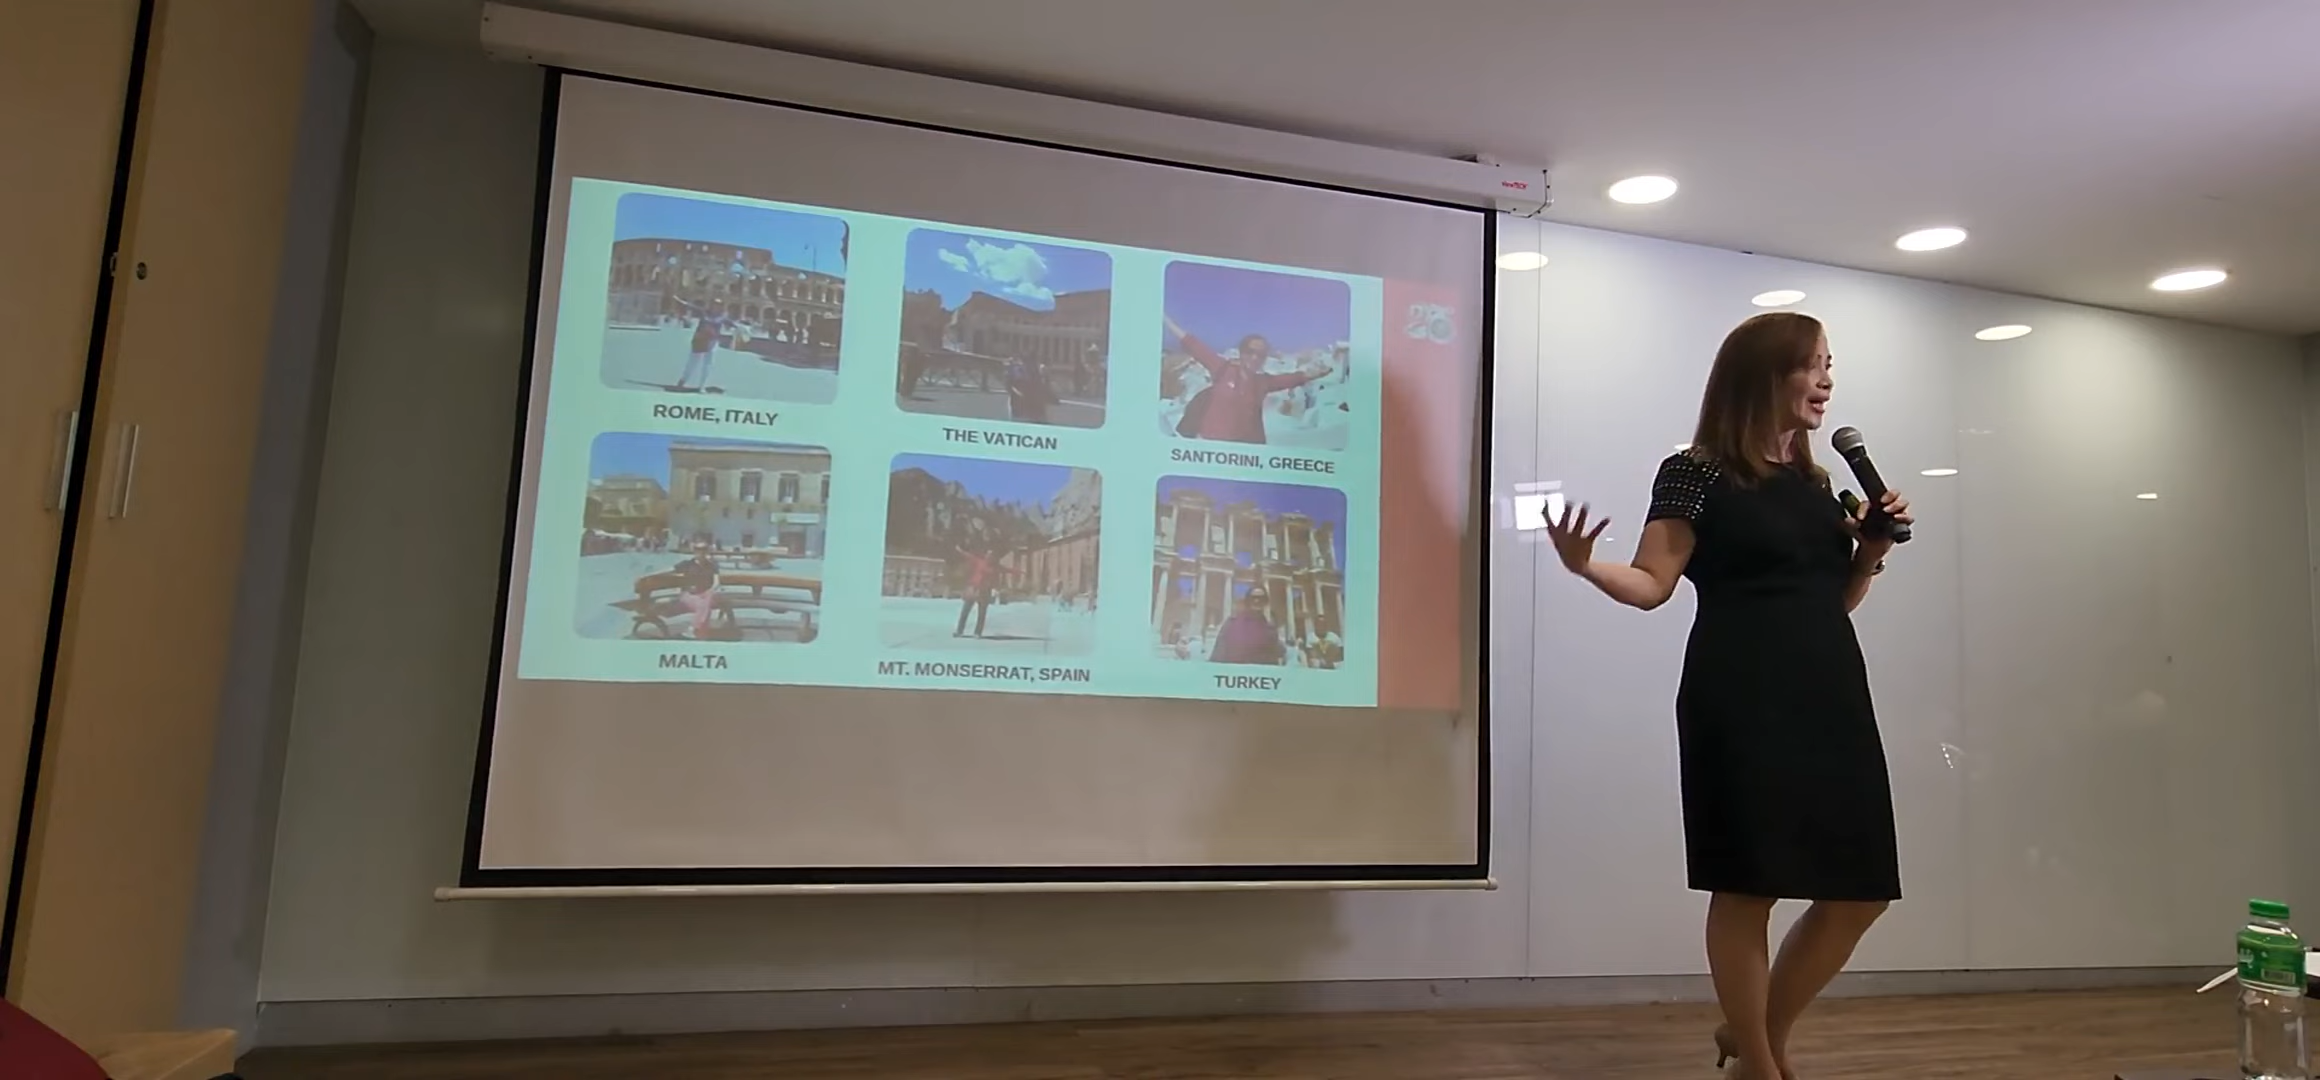 ROME, ITALY
THE VATICAN
SANTORINI, GREECE
MALTA
MT. MONSERRAT, SPAIN
TURKEY